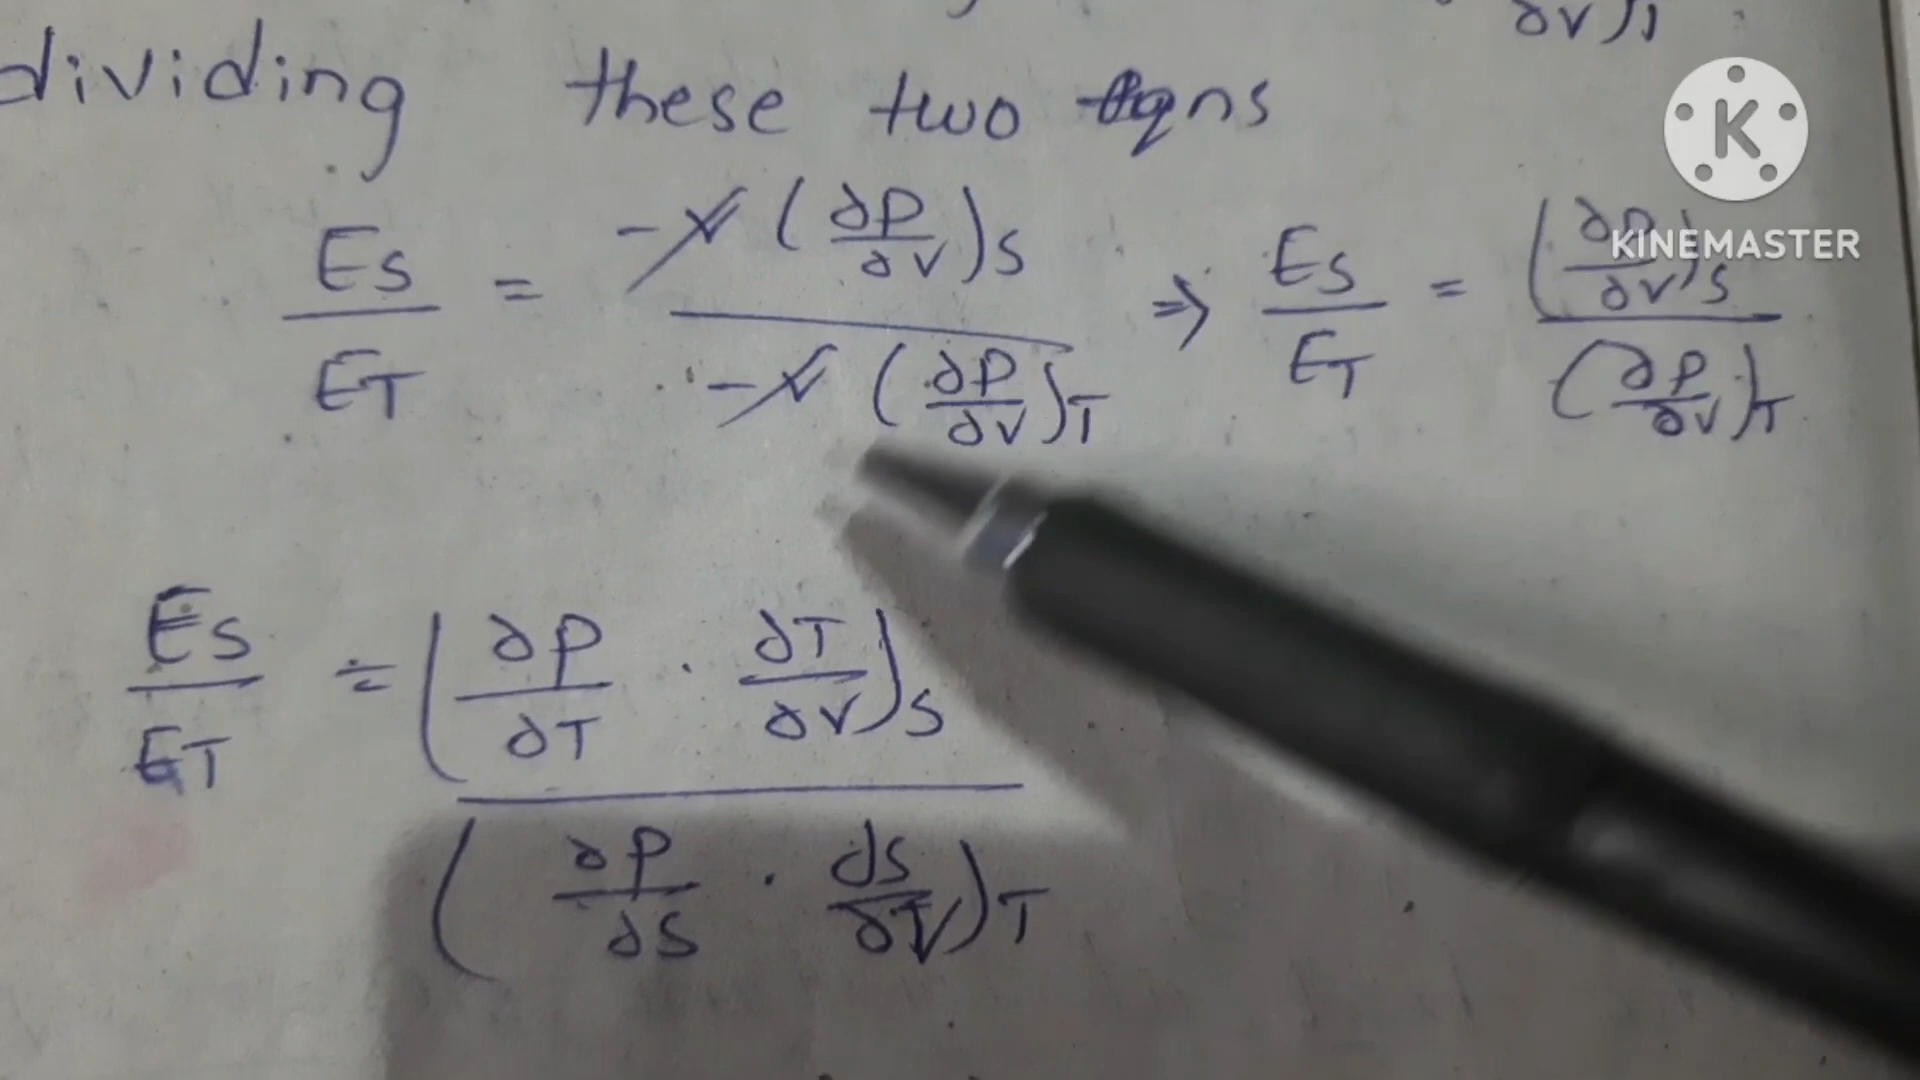 ∂V)T
dividing these two eqns
Es/ET = -V (∂P/∂V)S / -V (∂P/∂V)T ⇒ Es/ET = (∂P/∂V)S / (∂P/∂V)T
Es/ET = (∂P/∂T · ∂T/∂V)S / (∂P/∂S · ∂S/∂V)T
K
KINEMASTER